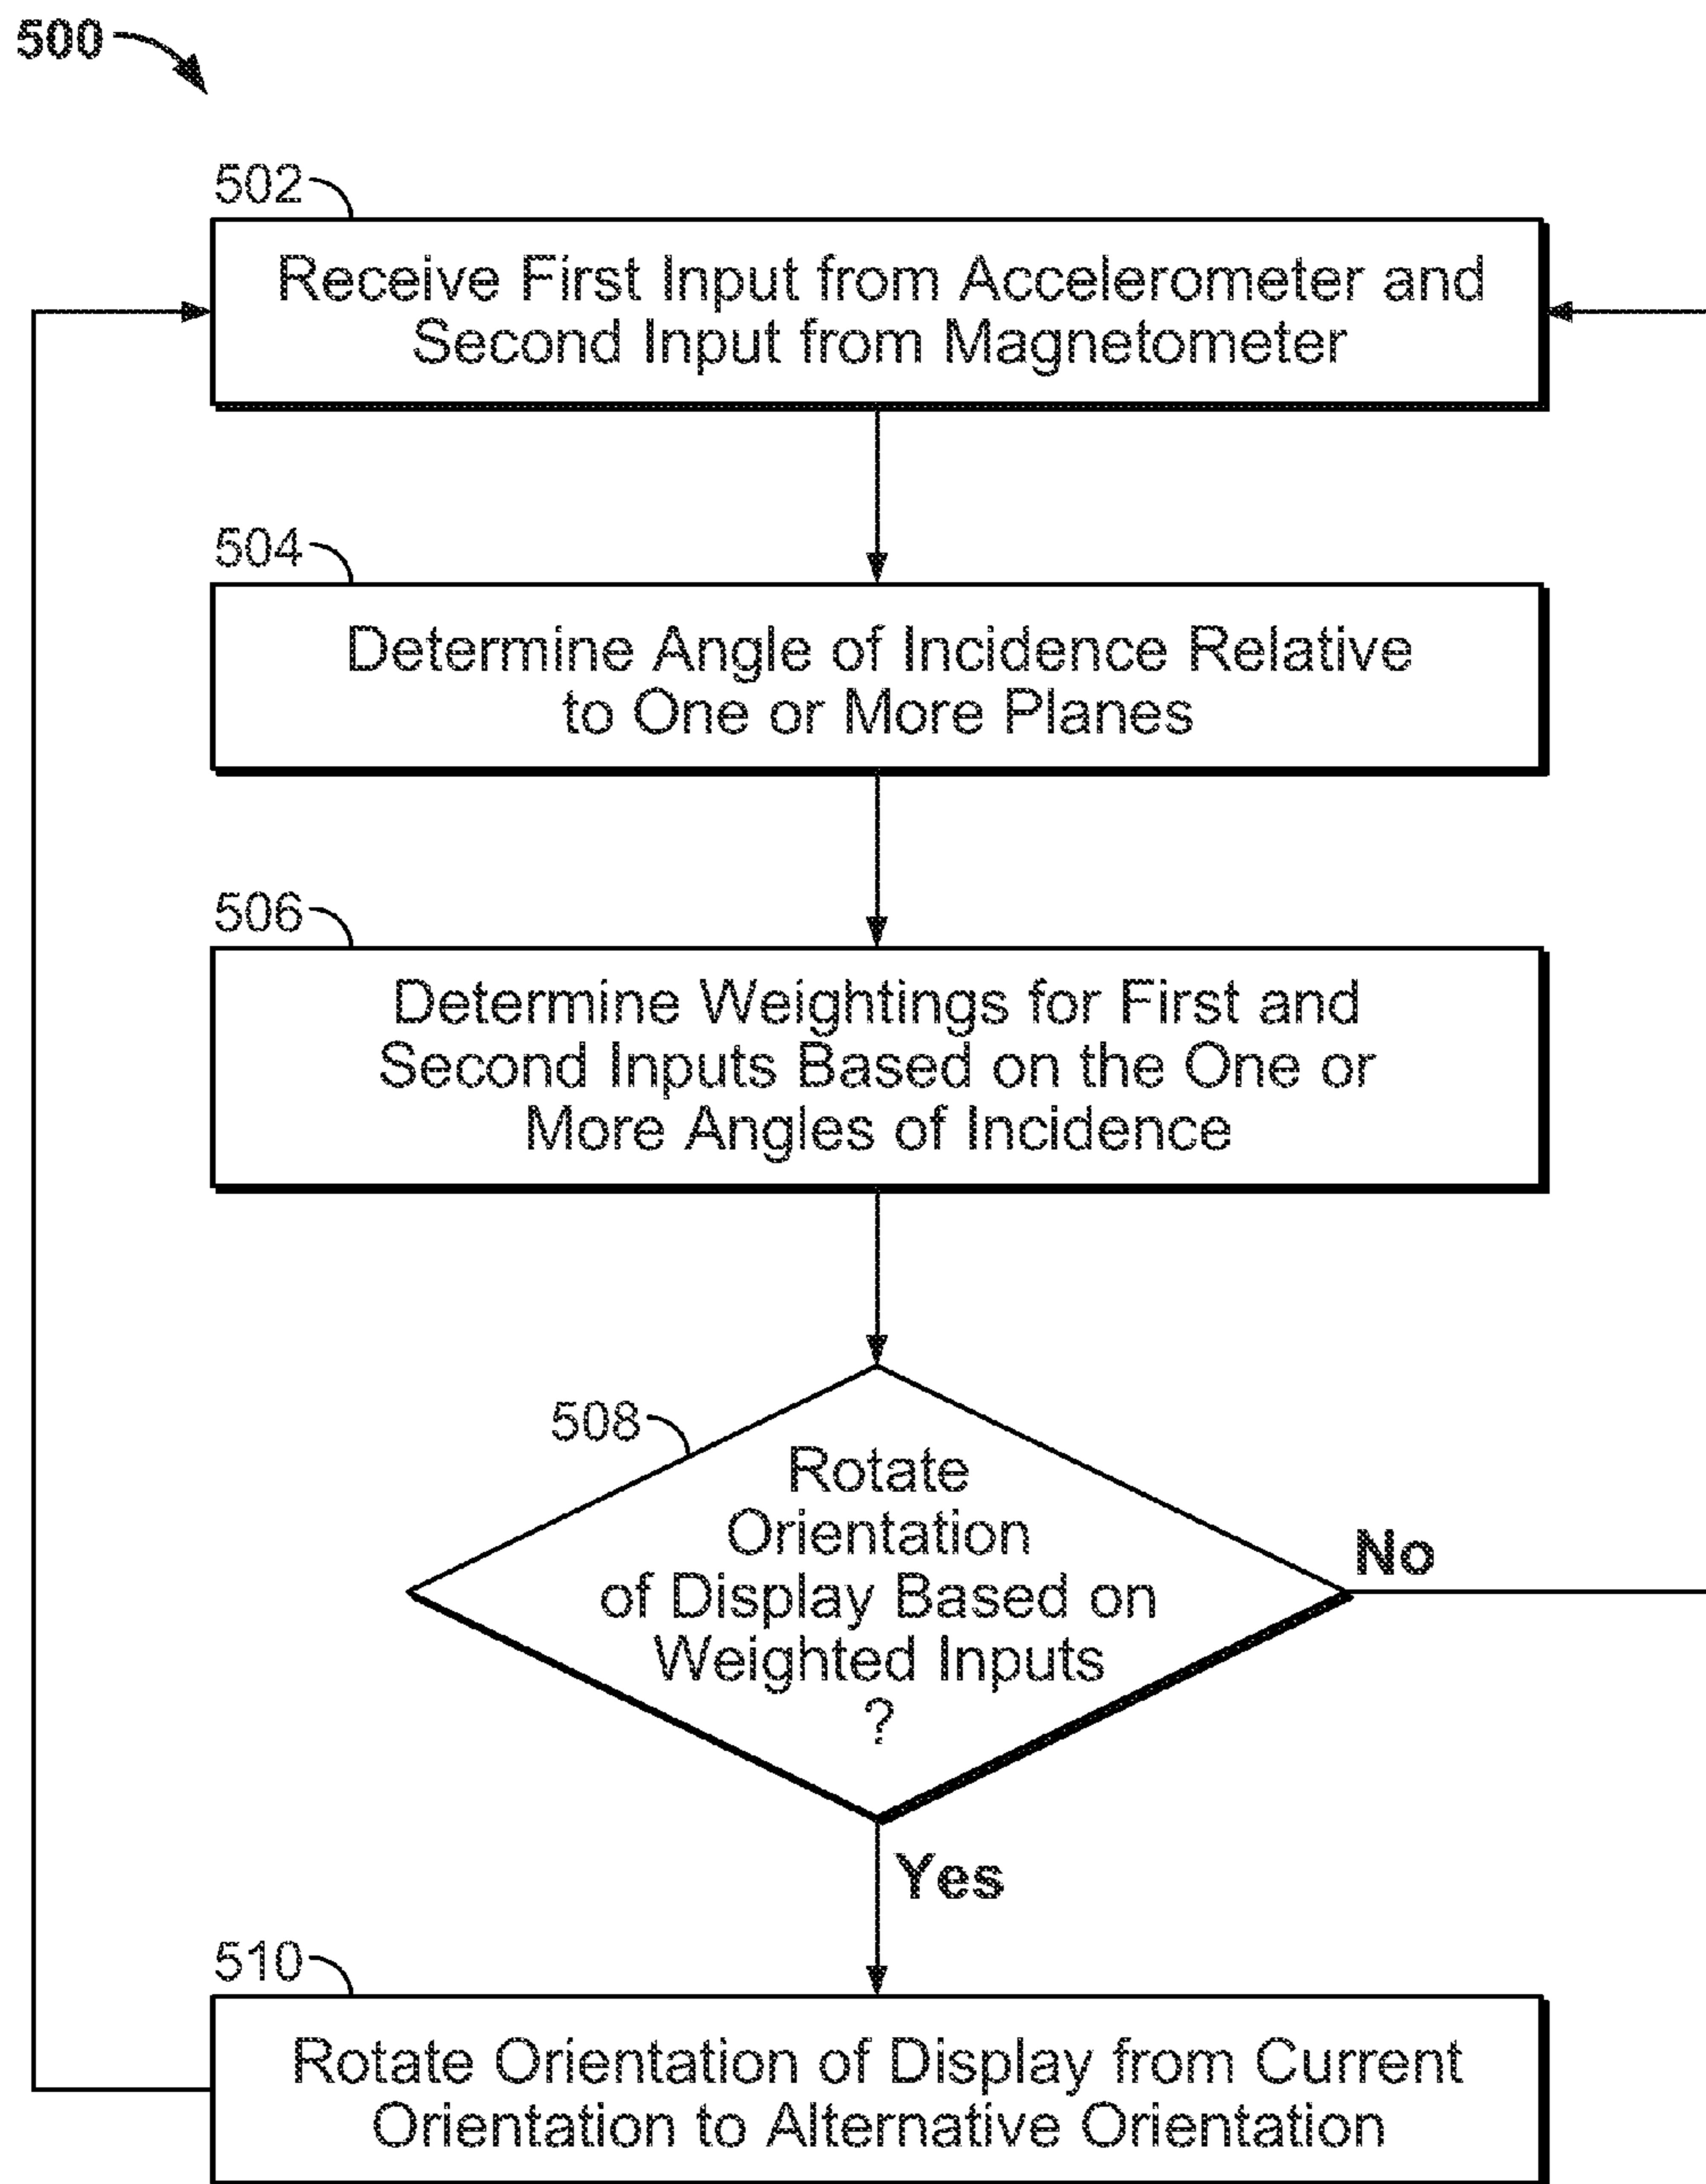 500
502
Receive First Input from Accelerometer and
Second Input from Magnetometer
504
Determine Angle of Incidence Relative
to One or More Planes
506
Determine Weightings for First and
Second Inputs Based on the One or
More Angles of Incidence
508
Rotate
Orientation
of Display Based on
Weighted Inputs
?
No
Yes
510
Rotate Orientation of Display from Current
Orientation to Alternative Orientation